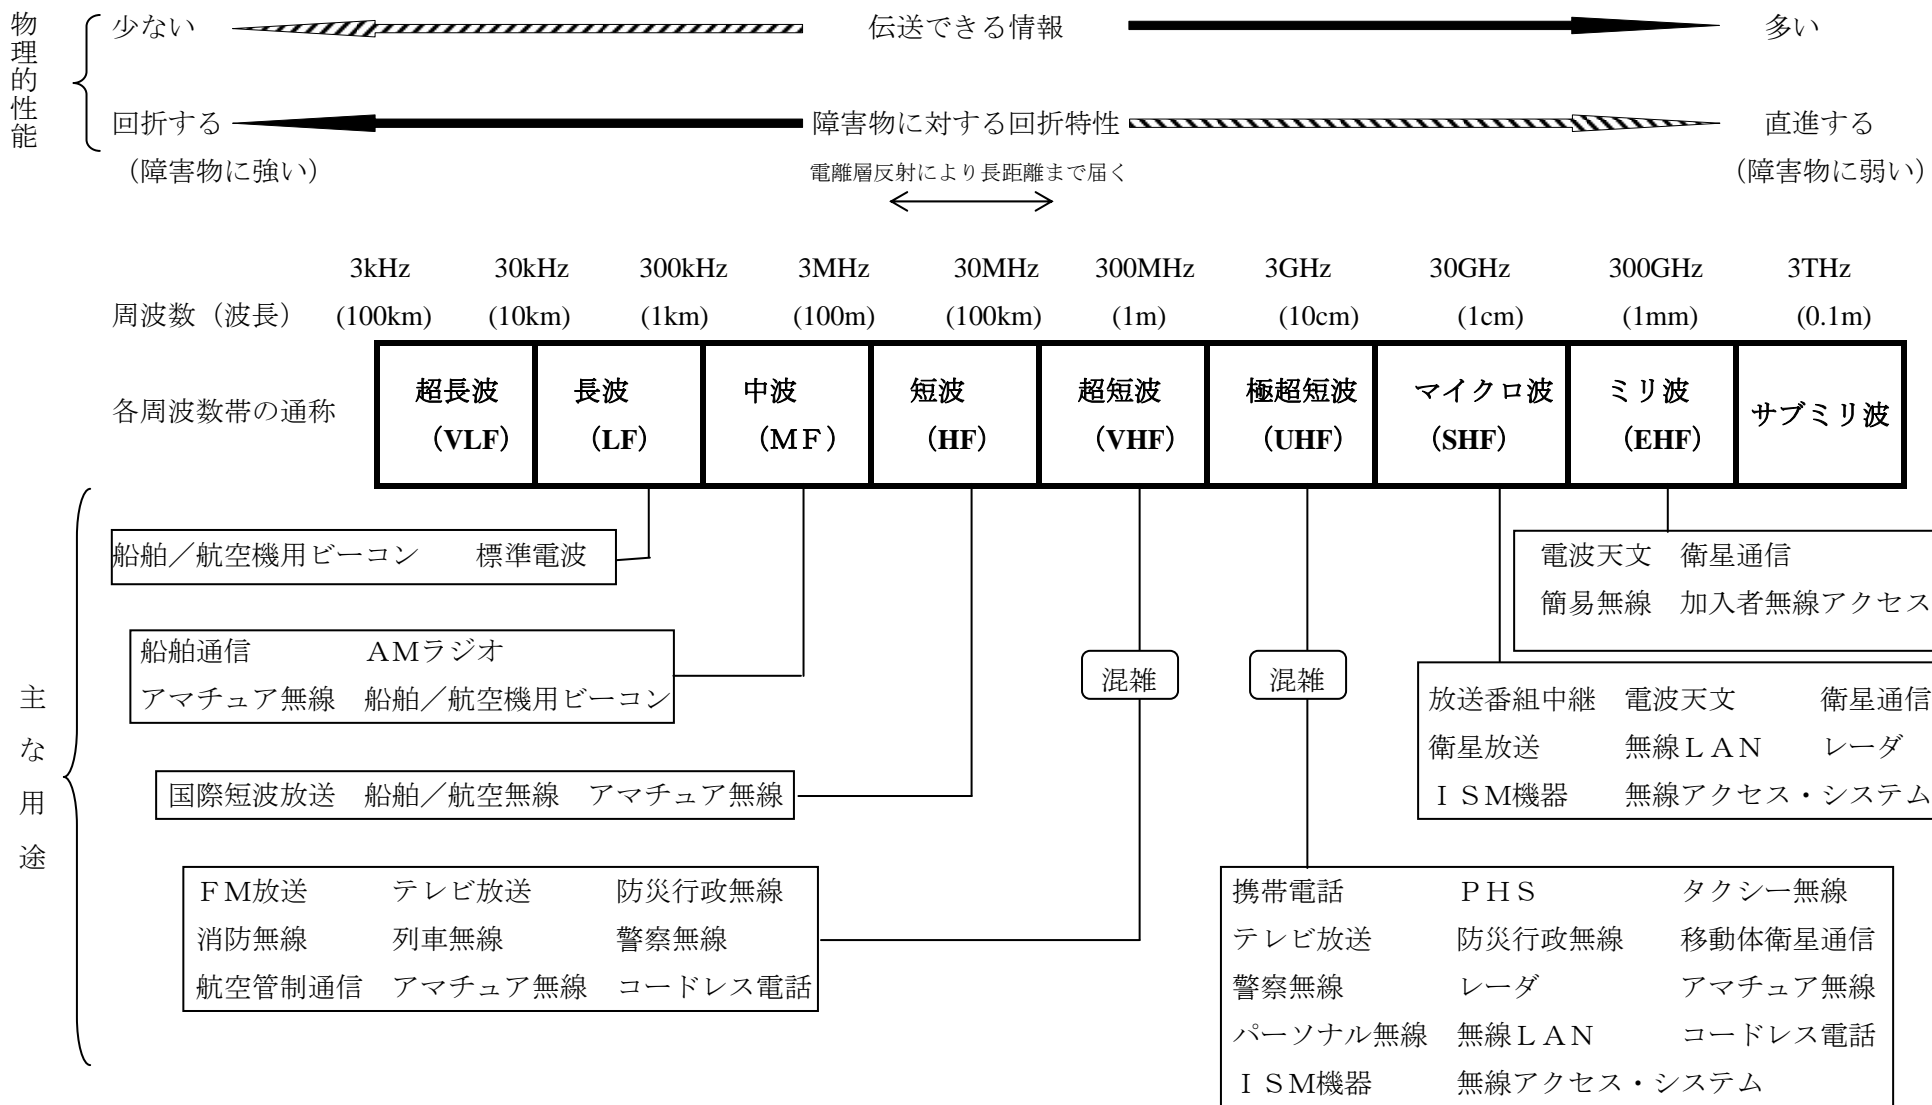 物理的性能
少ない 伝送できる情報 多い
回折する 障害物に対する回折特性 直進する
（障害物に強い） 電離層反射により長距離まで届く （障害物に弱い）
3kHz 30kHz 300kHz 3MHz 30MHz 300MHz 3GHz 30GHz 300GHz 3THz
周波数（波長） (100km) (10km) (1km) (100m) (100km) (1m) (10cm) (1cm) (1mm) (0.1m)
各周波数帯の通称
超長波
（VLF）
長波
（LF）
中波
（ＭＦ）
短波
（HF）
超短波
（VHF）
極超短波
（UHF）
マイクロ波
（SHF）
ミリ波
（EHF）
サブミリ波
主な用途
船舶／航空機用ビーコン 標準電波
船舶通信 ＡＭラジオ
アマチュア無線 船舶／航空機用ビーコン
国際短波放送 船舶／航空無線 アマチュア無線
混雑
ＦＭ放送 テレビ放送 防災行政無線
消防無線 列車無線 警察無線
航空管制通信 アマチュア無線 コードレス電話
混雑
携帯電話 ＰＨＳ タクシー無線
テレビ放送 防災行政無線 移動体衛星通信
警察無線 レーダ アマチュア無線
パーソナル無線 無線ＬＡＮ コードレス電話
ＩＳＭ機器 無線アクセス・システム
放送番組中継 電波天文 衛星通信
衛星放送 無線ＬＡＮ レーダ
ＩＳＭ機器 無線アクセス・システム
電波天文 衛星通信
簡易無線 加入者無線アクセス